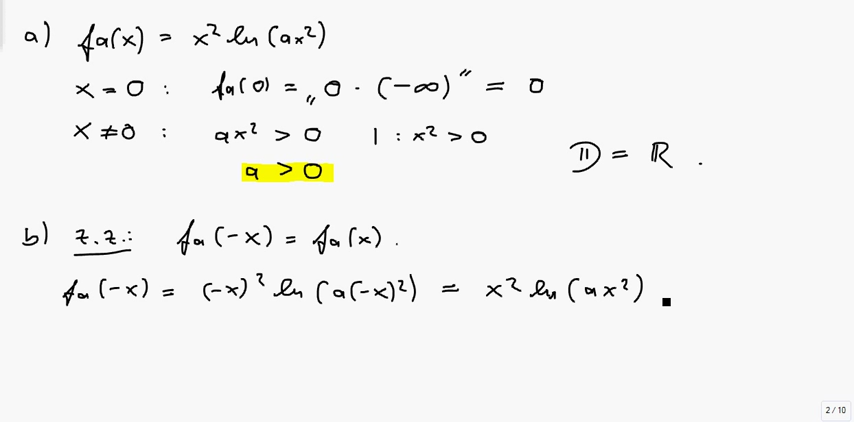 a) fa(x) = x² ln(ax²)
x = 0 : fa(0) = „0 · (-∞)" = 0
x ≠ 0 : ax² > 0 | : x² > 0
a > 0 𝔻 = ℝ .
b) z.z.: fa(-x) = fa(x).
fa(-x) = (-x)² ln(a(-x)²) = x² ln(ax²) ■
2 / 10